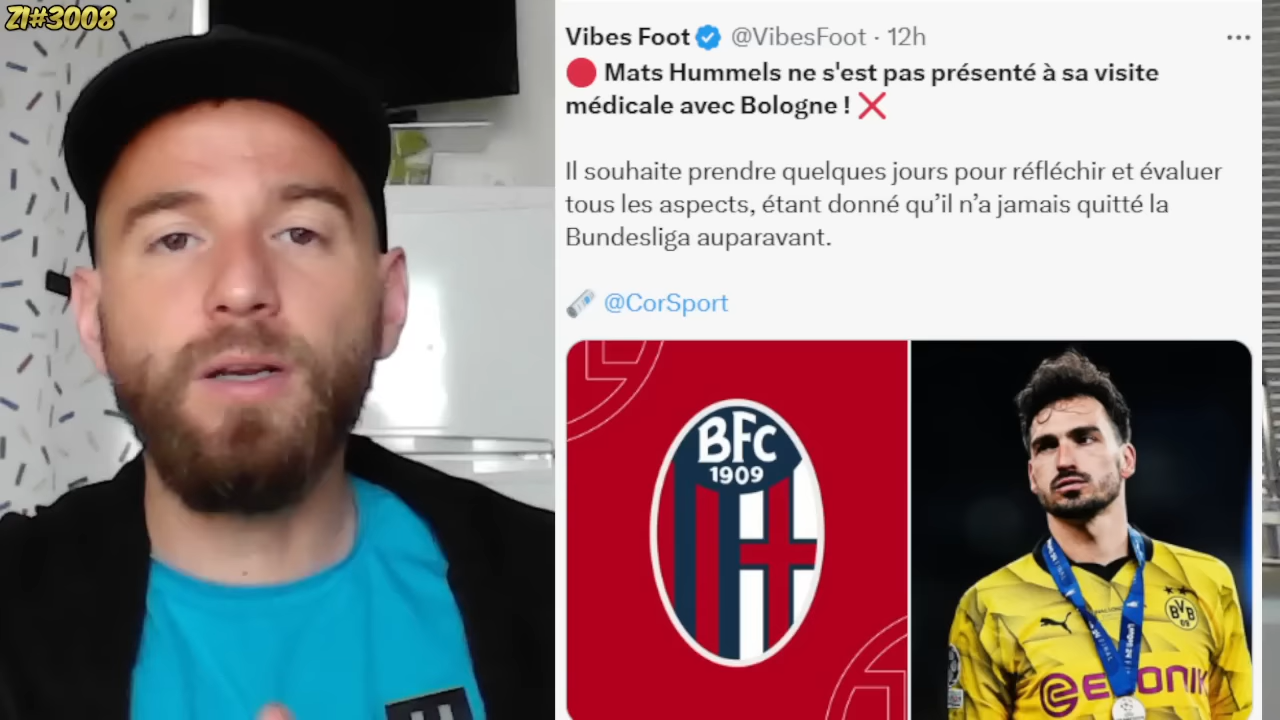 ZI#3008
Vibes Foot @VibesFoot · 12h
Mats Hummels ne s'est pas présenté à sa visite
médicale avec Bologne !
Il souhaite prendre quelques jours pour réfléchir et évaluer
tous les aspects, étant donné qu’il n’a jamais quitté la
Bundesliga auparavant.
@CorSport
BFC
1909
BVB
09